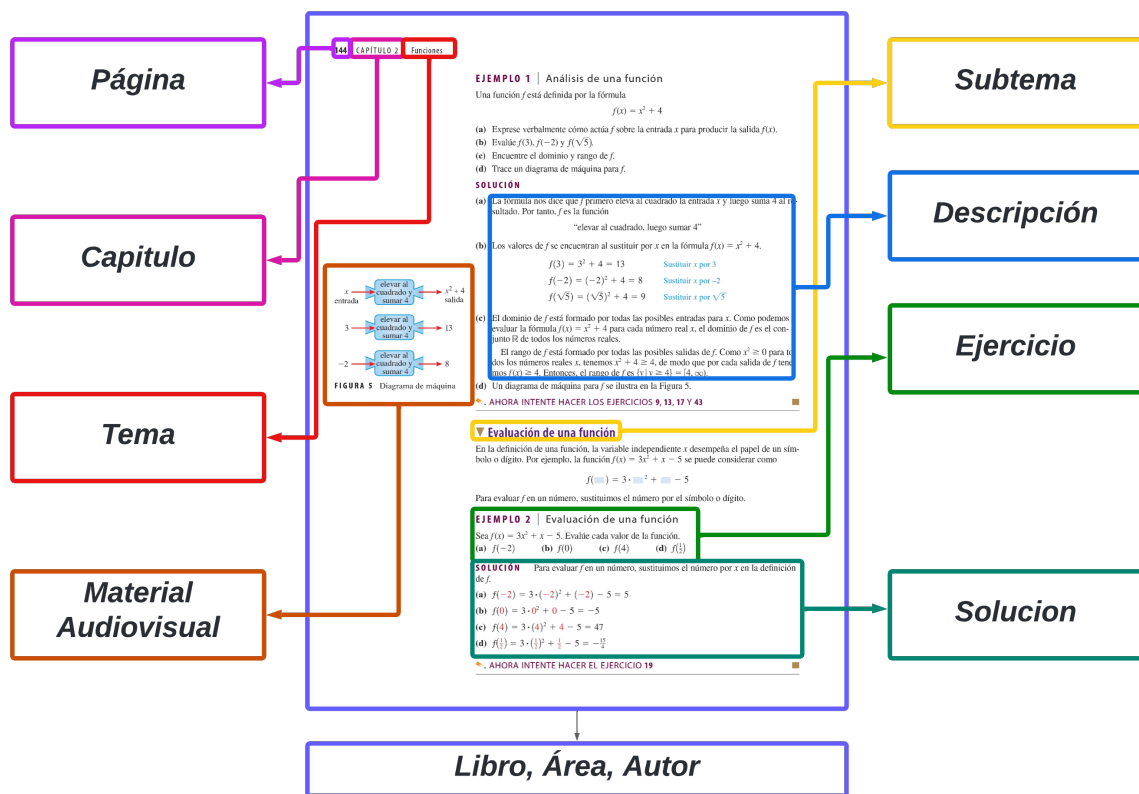 Página
Capitulo
Tema
Material
Audiovisual
144 CAPÍTULO 2 Funciones
EJEMPLO 1 | Análisis de una función
Una función f está definida por la fórmula
f(x) = x² + 4
(a) Exprese verbalmente cómo actúa f sobre la entrada x para producir la salida f(x).
(b) Evalúe f(3), f(−2) y f(√5).
(c) Encuentre el dominio y rango de f.
(d) Trace un diagrama de máquina para f.
SOLUCIÓN
(a) La fórmula nos dice que f primero eleva al cuadrado la entrada x y luego suma 4 al re-
sultado. Por tanto, f es la función
“elevar al cuadrado, luego sumar 4”
(b) Los valores de f se encuentran al sustituir por x en la fórmula f(x) = x² + 4.
f(3) = 3² + 4 = 13 Sustituir x por 3
f(−2) = (−2)² + 4 = 8 Sustituir x por −2
f(√5) = (√5)² + 4 = 9 Sustituir x por √5
(c) El dominio de f está formado por todas las posibles entradas para x. Como podemos
evaluar la fórmula f(x) = x² + 4 para cada número real x, el dominio de f es el con-
junto ℝ de todos los números reales.
El rango de f está formado por todas las posibles salidas de f. Como x² ≥ 0 para to
dos los números reales x, tenemos x² + 4 ≥ 4, de modo que por cada salida de f tene
mos f(x) ≥ 4. Entonces, el rango de f es {y | y ≥ 4} = [4, ∞).
(d) Un diagrama de máquina para f se ilustra en la Figura 5.
AHORA INTENTE HACER LOS EJERCICIOS 9, 13, 17 Y 43
x
entrada
elevar al
cuadrado y
sumar 4
x² + 4
salida
3
elevar al
cuadrado y
sumar 4
13
−2
elevar al
cuadrado y
sumar 4
8
FIGURA 5 Diagrama de máquina
▼ Evaluación de una función
En la definición de una función, la variable independiente x desempeña el papel de un sím-
bolo o dígito. Por ejemplo, la función f(x) = 3x² + x − 5 se puede considerar como
f( ) = 3 · ² + − 5
Para evaluar f en un número, sustituimos el número por el símbolo o dígito.
EJEMPLO 2 | Evaluación de una función
Sea f(x) = 3x² + x − 5. Evalúe cada valor de la función.
(a) f(−2) (b) f(0) (c) f(4) (d) f(½)
SOLUCIÓN Para evaluar f en un número, sustituimos el número por x en la definición
de f.
(a) f(−2) = 3 · (−2)² + (−2) − 5 = 5
(b) f(0) = 3 · 0² + 0 − 5 = −5
(c) f(4) = 3 · (4)² + 4 − 5 = 47
(d) f(½) = 3 · (½)² + ½ − 5 = −15/4
AHORA INTENTE HACER EL EJERCICIO 19
Subtema
Descripción
Ejercicio
Solucion
Libro, Área, Autor